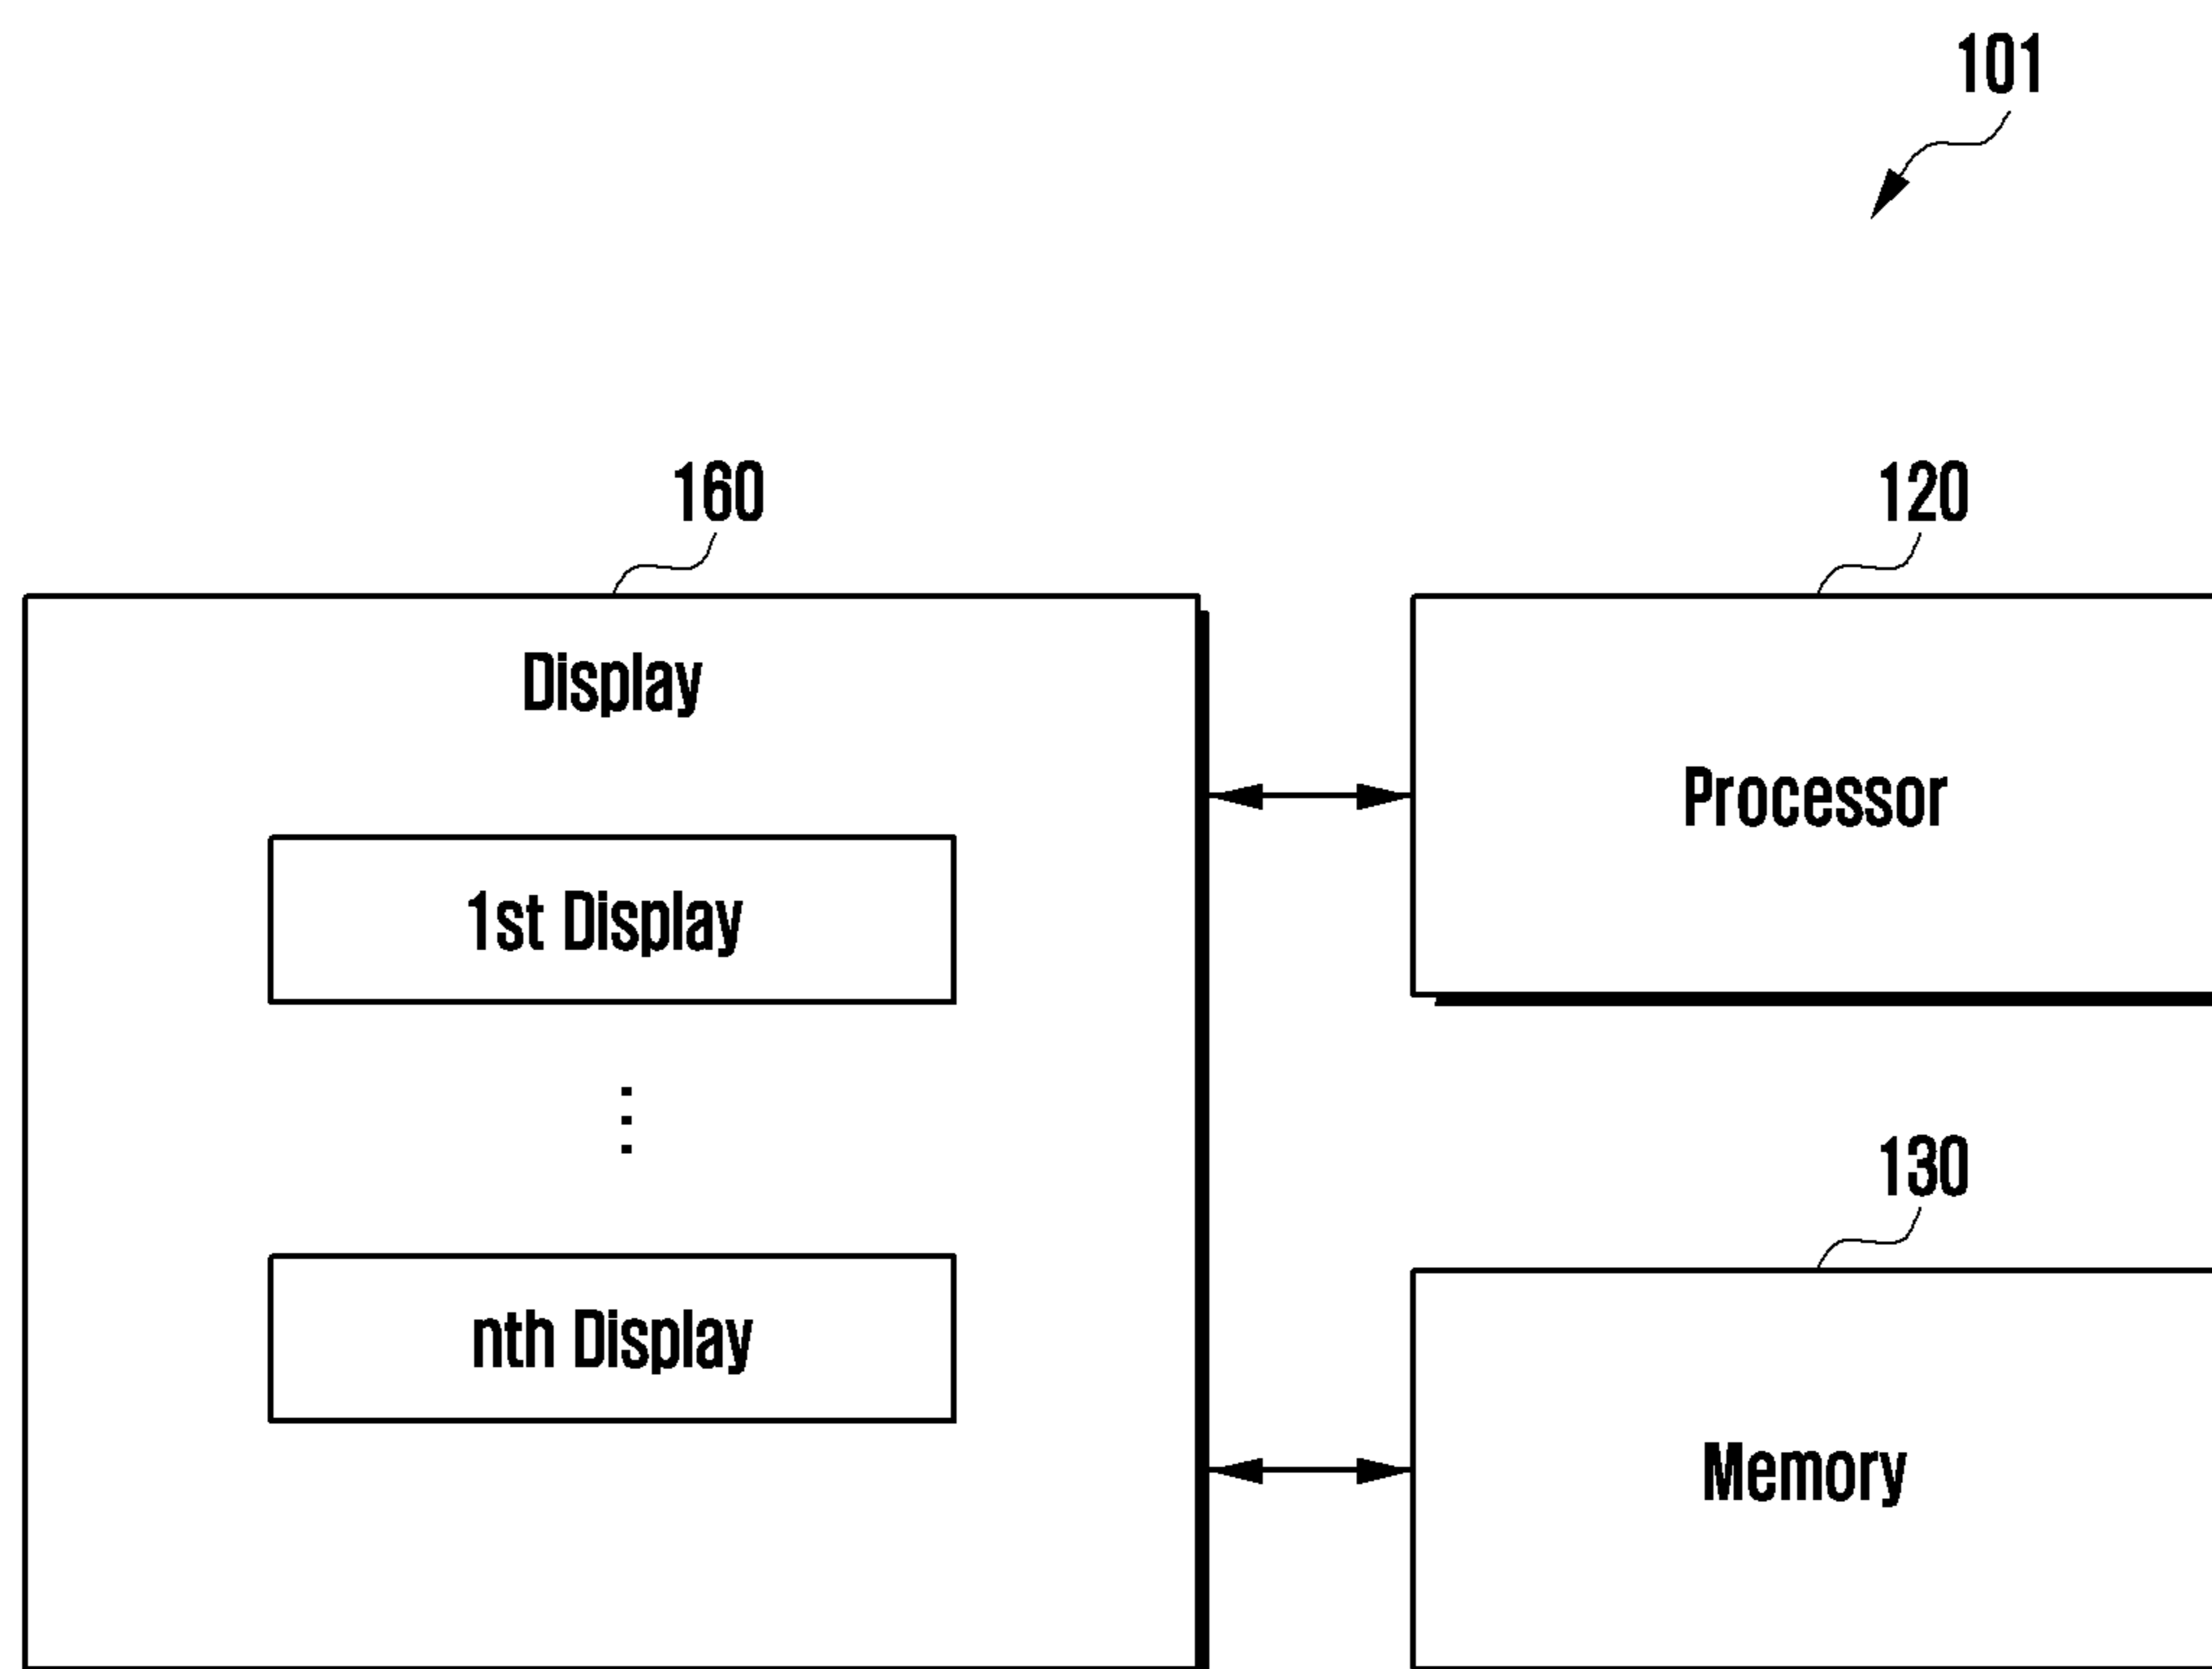 101
160
120
Display
Processor
1st Display
130
nth Display
Memory